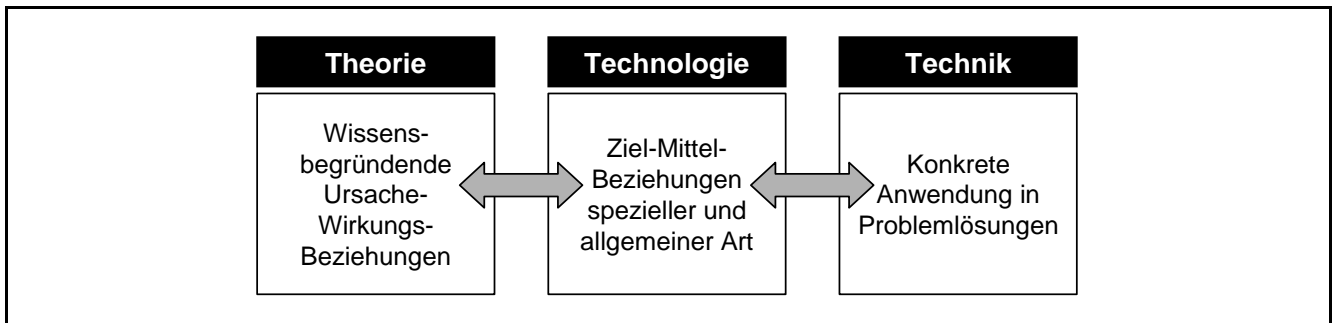 Theorie
Technologie
Technik
Wissens-
begründende
Ursache-
Wirkungs-
Beziehungen
Ziel-Mittel-
Beziehungen
spezieller und
allgemeiner Art
Konkrete
Anwendung in
Problemlösungen